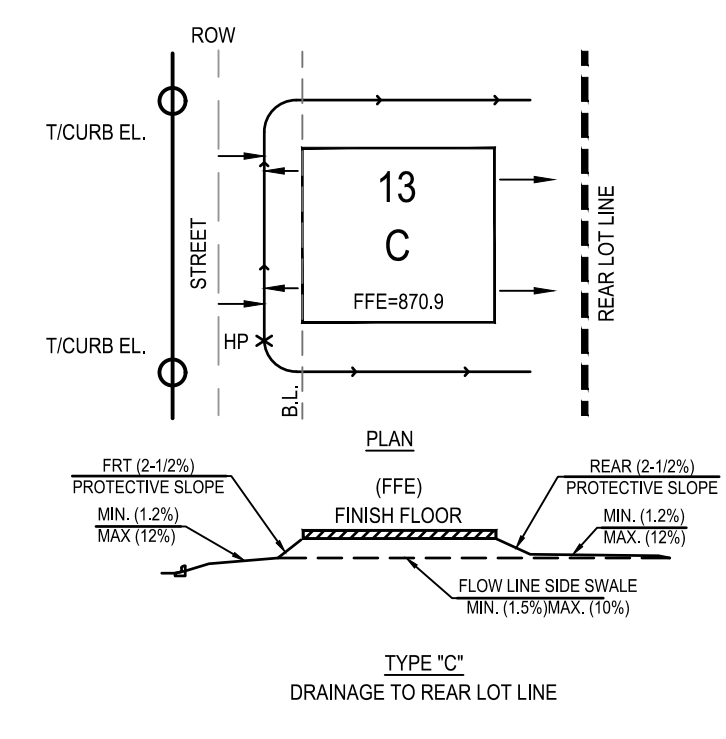 ROW
T/CURB EL.
STREET
13
C
FFE=870.9
REAR LOT LINE
HP
T/CURB EL.
B.L.
PLAN
FRT (2-1/2%)
PROTECTIVE SLOPE
MIN. (1.2%)
MAX (12%)
(FFE)
FINISH FLOOR
REAR (2-1/2%)
PROTECTIVE SLOPE
MIN. (1.2%)
MAX. (12%)
FLOW LINE SIDE SWALE
MIN. (1.5%)MAX. (10%)
TYPE "C"
DRAINAGE TO REAR LOT LINE